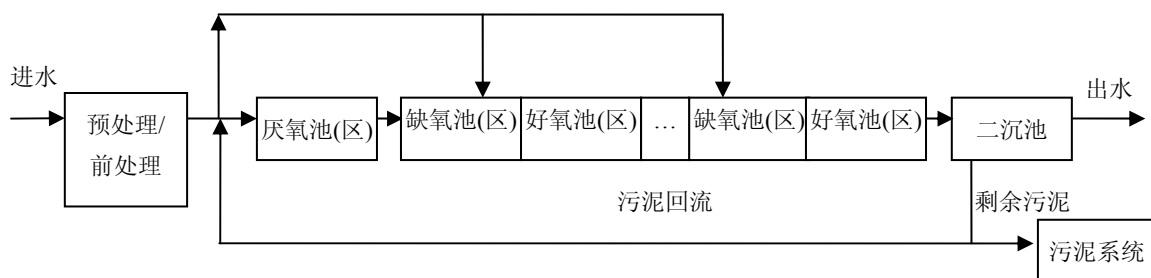 进水
预处理/
前处理
厌氧池(区)
缺氧池(区)
好氧池(区)
…
缺氧池(区)
好氧池(区)
二沉池
出水
污泥回流
剩余污泥
污泥系统